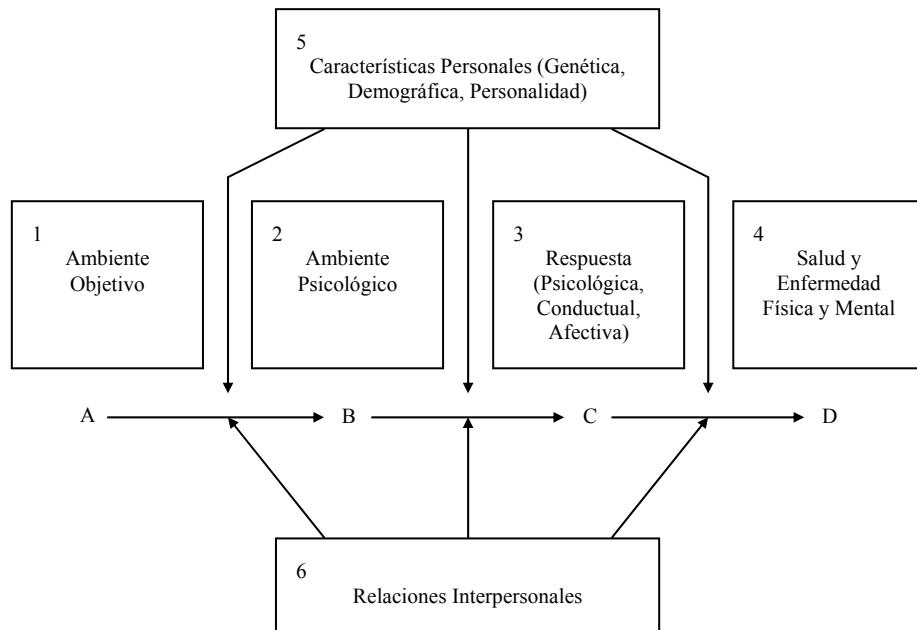 5
Características Personales (Genética,
Demográfica, Personalidad)
1
Ambiente
Objetivo
2
Ambiente
Psicológico
3
Respuesta
(Psicológica,
Conductual,
Afectiva)
4
Salud y
Enfermedad
Física y Mental
A
B
C
D
6
Relaciones Interpersonales